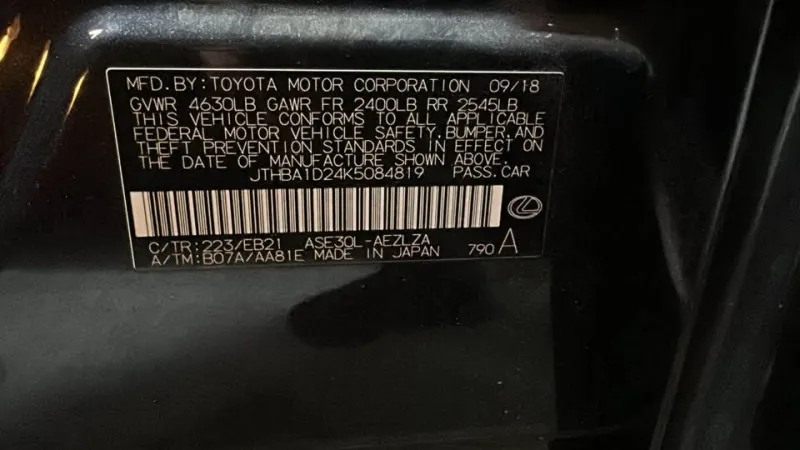 MFD. BY: TOYOTA MOTOR CORPORATION 09/18
GVWR 4630LB GAWR FR 2400LB RR 2545LB
THIS VEHICLE CONFORMS TO ALL APPLICABLE
FEDERAL MOTOR VEHICLE SAFETY, BUMPER, AND
THEFT PREVENTION STANDARDS IN EFFECT ON
THE DATE OF MANUFACTURE SHOWN ABOVE.
JTHBA1D24K5084819 PASS. CAR
C/TR: 223/EB21 ASE30L-AEZLZA
A/TM: B07A/AA81E MADE IN JAPAN 790 A